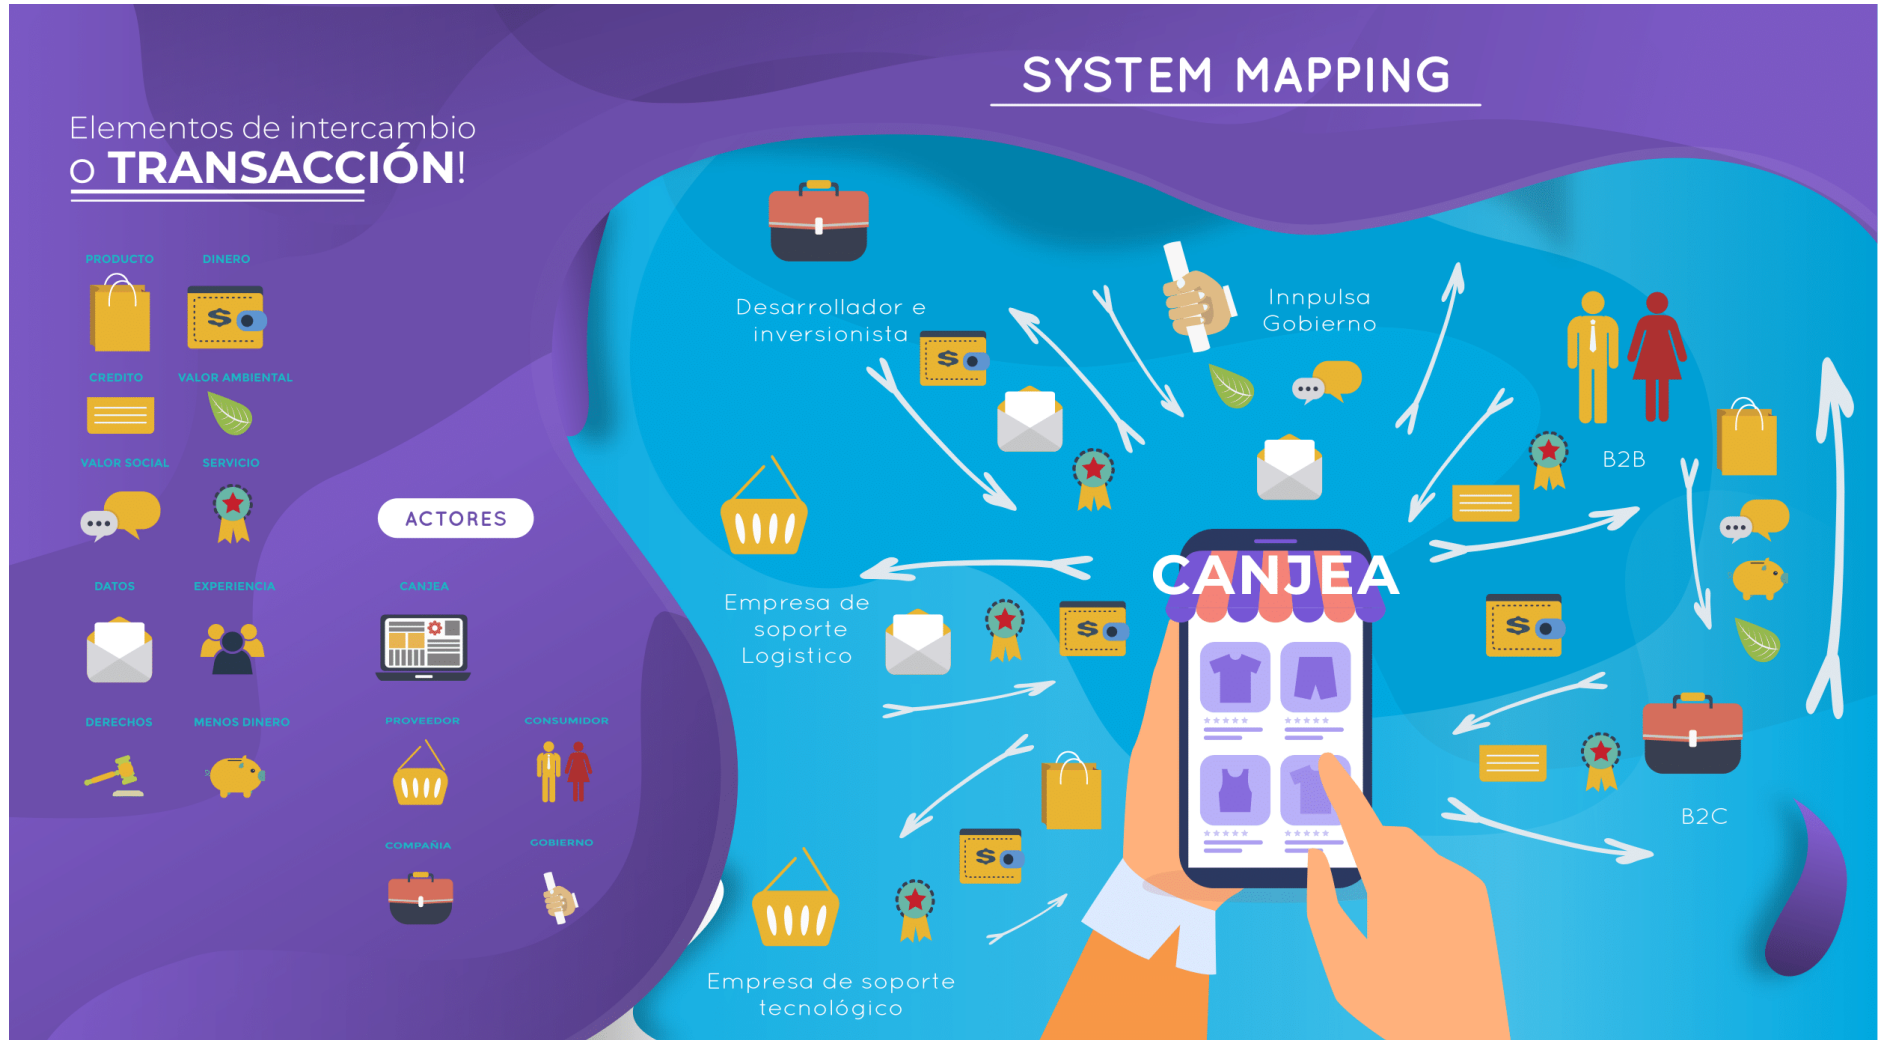 SYSTEM MAPPING
Elementos de intercambio
o TRANSACCIÓN!
PRODUCTO
DINERO
CREDITO
VALOR AMBIENTAL
VALOR SOCIAL
SERVICIO
DATOS
EXPERIENCIA
DERECHOS
MENOS DINERO
ACTORES
CANJEA
PROVEEDOR
CONSUMIDOR
COMPAÑIA
GOBIERNO
Desarrollador e
inversionista
Innpulsa
Gobierno
B2B
CANJEA
Empresa de
soporte
Logistico
B2C
Empresa de soporte
tecnológico
$
$
$
$
$